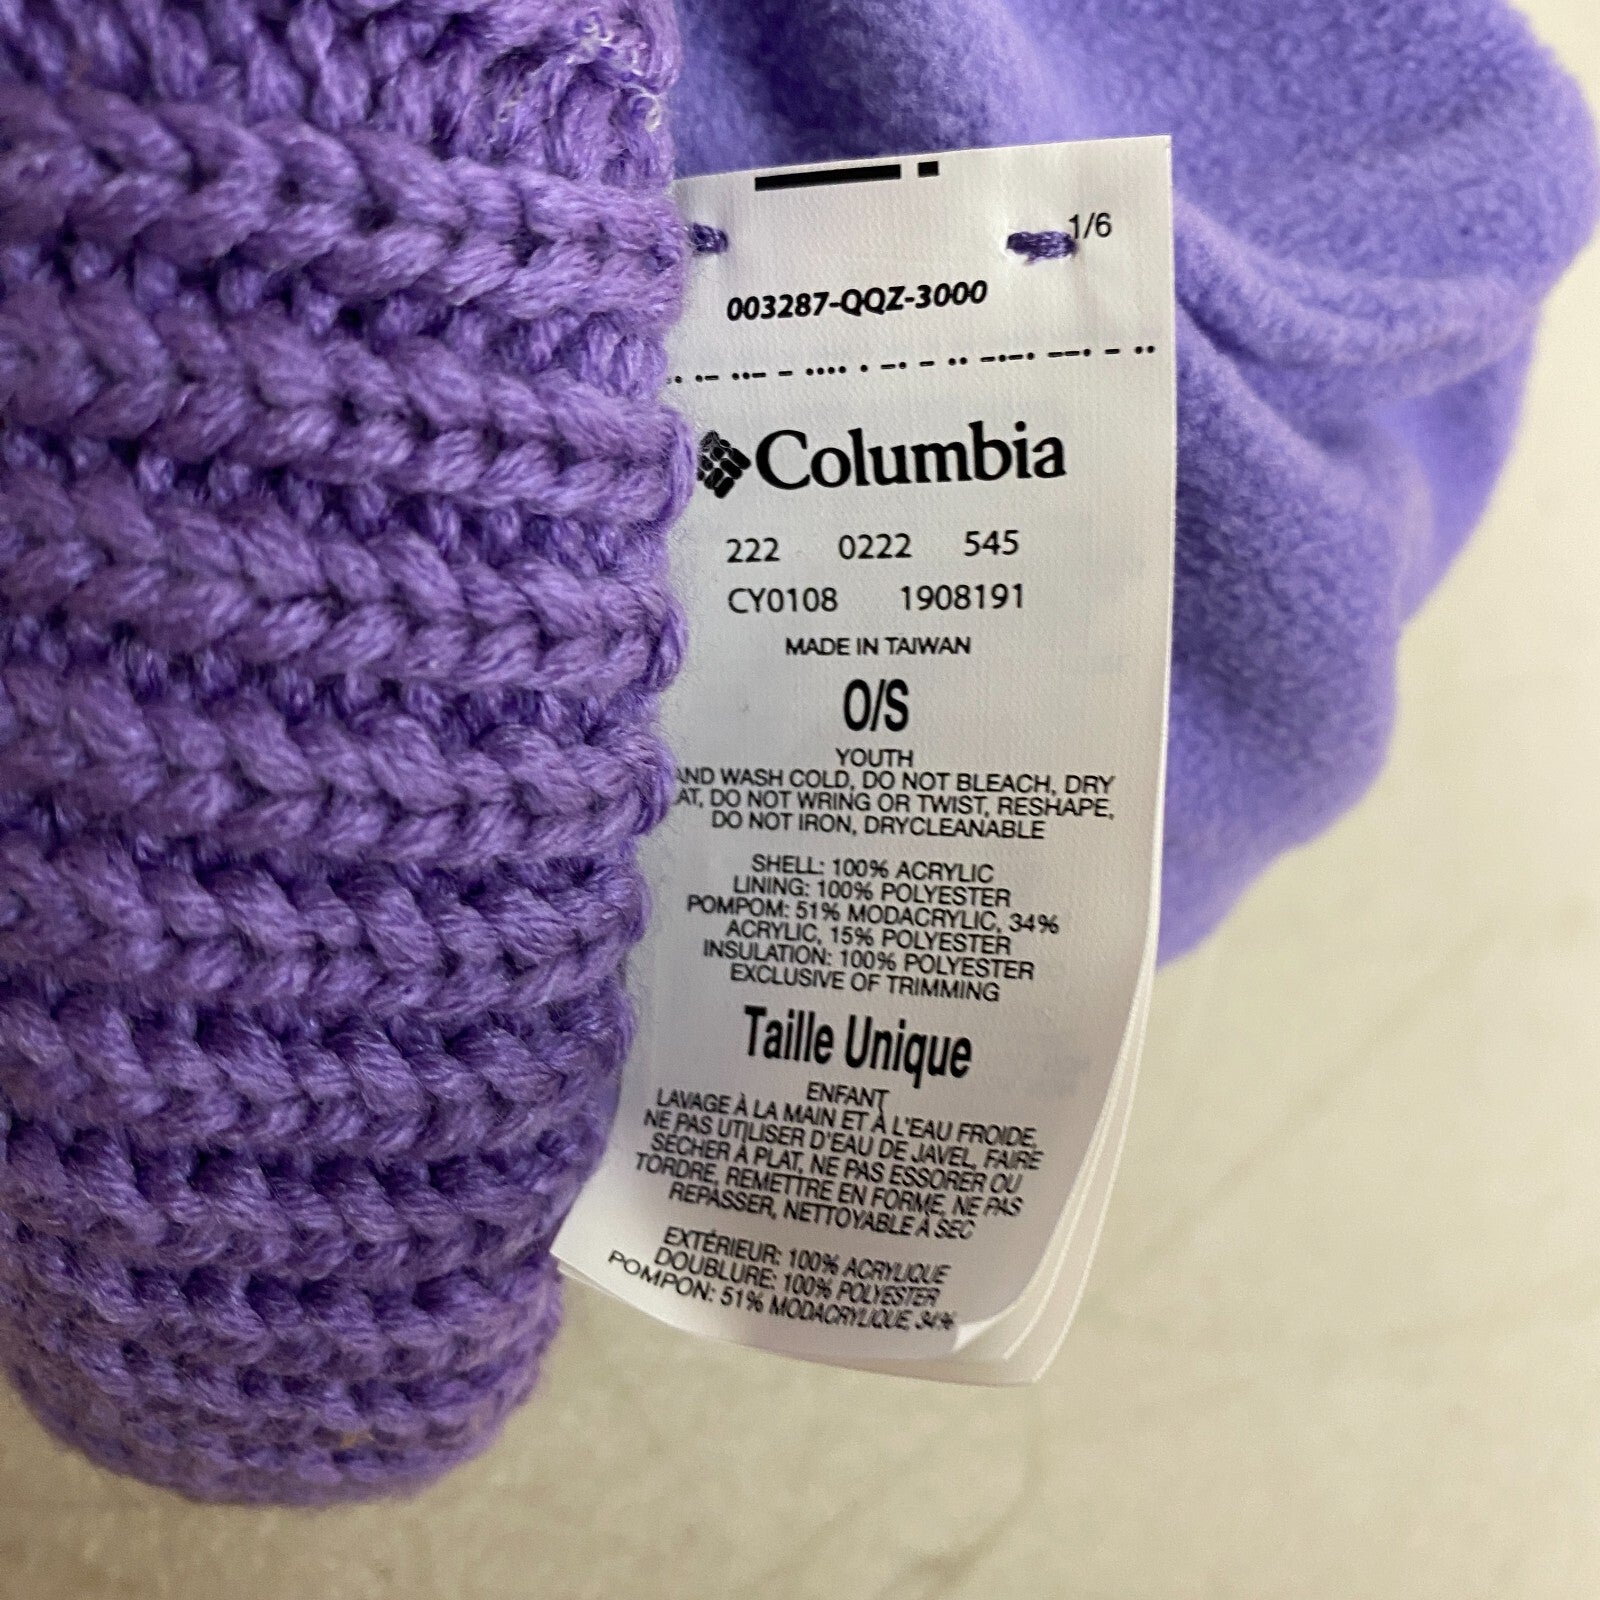 1/6
003287-QQZ-3000
Columbia
222 0222 545
CY0108 1908191
MADE IN TAIWAN
O/S
YOUTH
AND WASH COLD, DO NOT BLEACH, DRY
AT, DO NOT WRING OR TWIST, RESHAPE,
DO NOT IRON, DRYCLEANABLE
SHELL: 100% ACRYLIC
LINING: 100% POLYESTER
POMPOM: 51% MODACRYLIC, 34%
ACRYLIC, 15% POLYESTER
INSULATION: 100% POLYESTER
EXCLUSIVE OF TRIMMING
Taille Unique
ENFANT
LAVAGE À LA MAIN ET À L'EAU FROIDE,
NE PAS UTILISER D'EAU DE JAVEL, FAIRE
SÉCHER À PLAT, NE PAS ESSORER OU
TORDRE, REMETTRE EN FORME, NE PAS
REPASSER, NETTOYABLE À SEC
EXTÉRIEUR: 100% ACRYLIQUE
DOUBLURE: 100% POLYESTER
POMPON: 51% MODACRYLIQUE, 34%